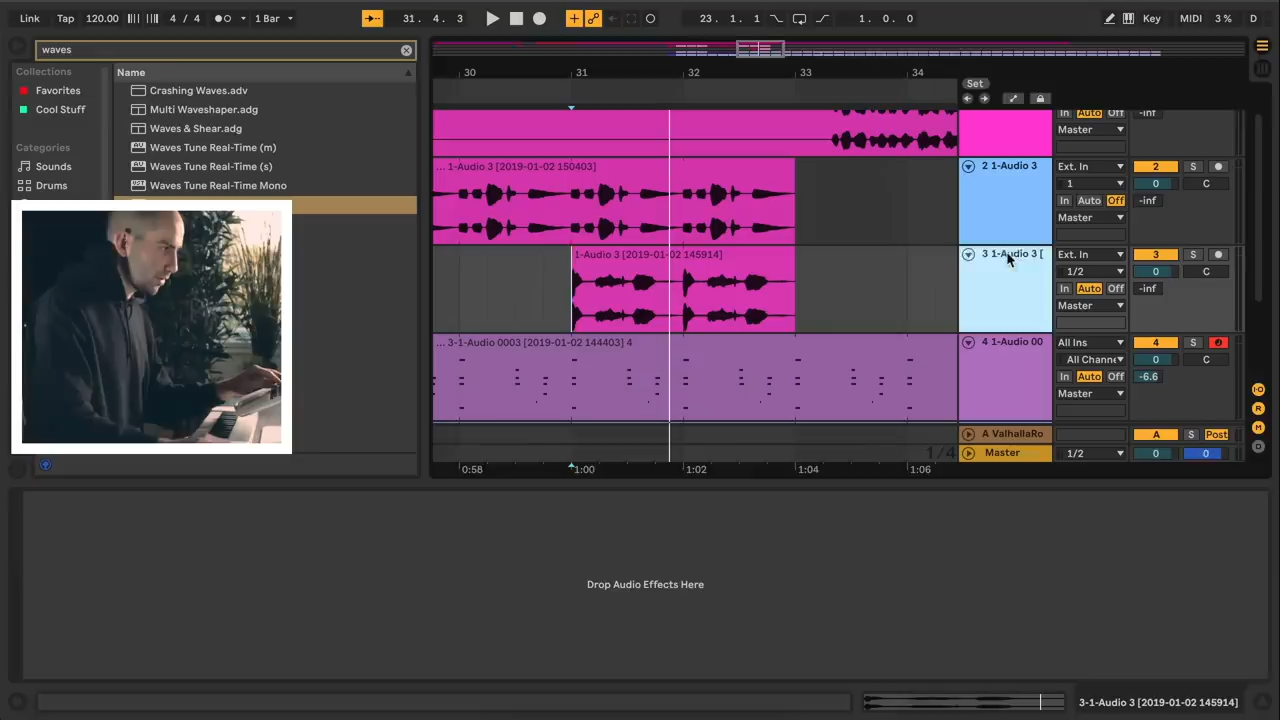 Link Tap 120.00 4 / 4 1 Bar 31. 4. 3 23. 1. 1 1. 0. 0 Key MIDI 3 % D
waves
Collections Name
Favorites Crashing Waves.adv
Cool Stuff Multi Waveshaper.adg
Waves & Shear.adg
Categories Waves Tune Real-Time (m)
Sounds Waves Tune Real-Time (s)
Drums Waves Tune Real-Time Mono
30 31 32 33 34
Set
In Auto Off -inf
Master
... 1-Audio 3 [2019-01-02 150403] 2 1-Audio 3 Ext. In 2 S
1 0 C
In Auto Off -inf
Master
1-Audio 3 [2019-01-02 145914] 3 1-Audio 3 [ Ext. In 3 S
1/2 0 C
In Auto Off -inf
Master
... 3-1-Audio 0003 [2019-01-02 144403] 4 4 1-Audio 00 All Ins 4 S
All Channe 0 C
In Auto Off -6.6
Master
A ValhallaRo A S Post
1/4 Master 1/2 0 0
0:58 1:00 1:02 1:04 1:06
I·O
R
M
D
Drop Audio Effects Here
3-1-Audio 3 [2019-01-02 145914]